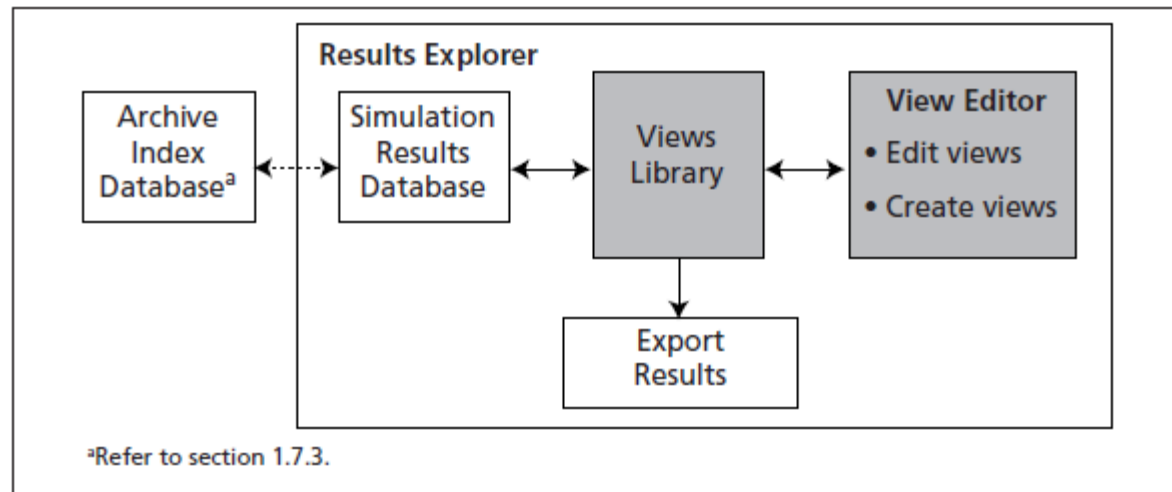 Results Explorer
Archive
Index
Databaseᵃ
Simulation
Results
Database
Views
Library
View Editor
• Edit views
• Create views
Export
Results
ᵃRefer to section 1.7.3.